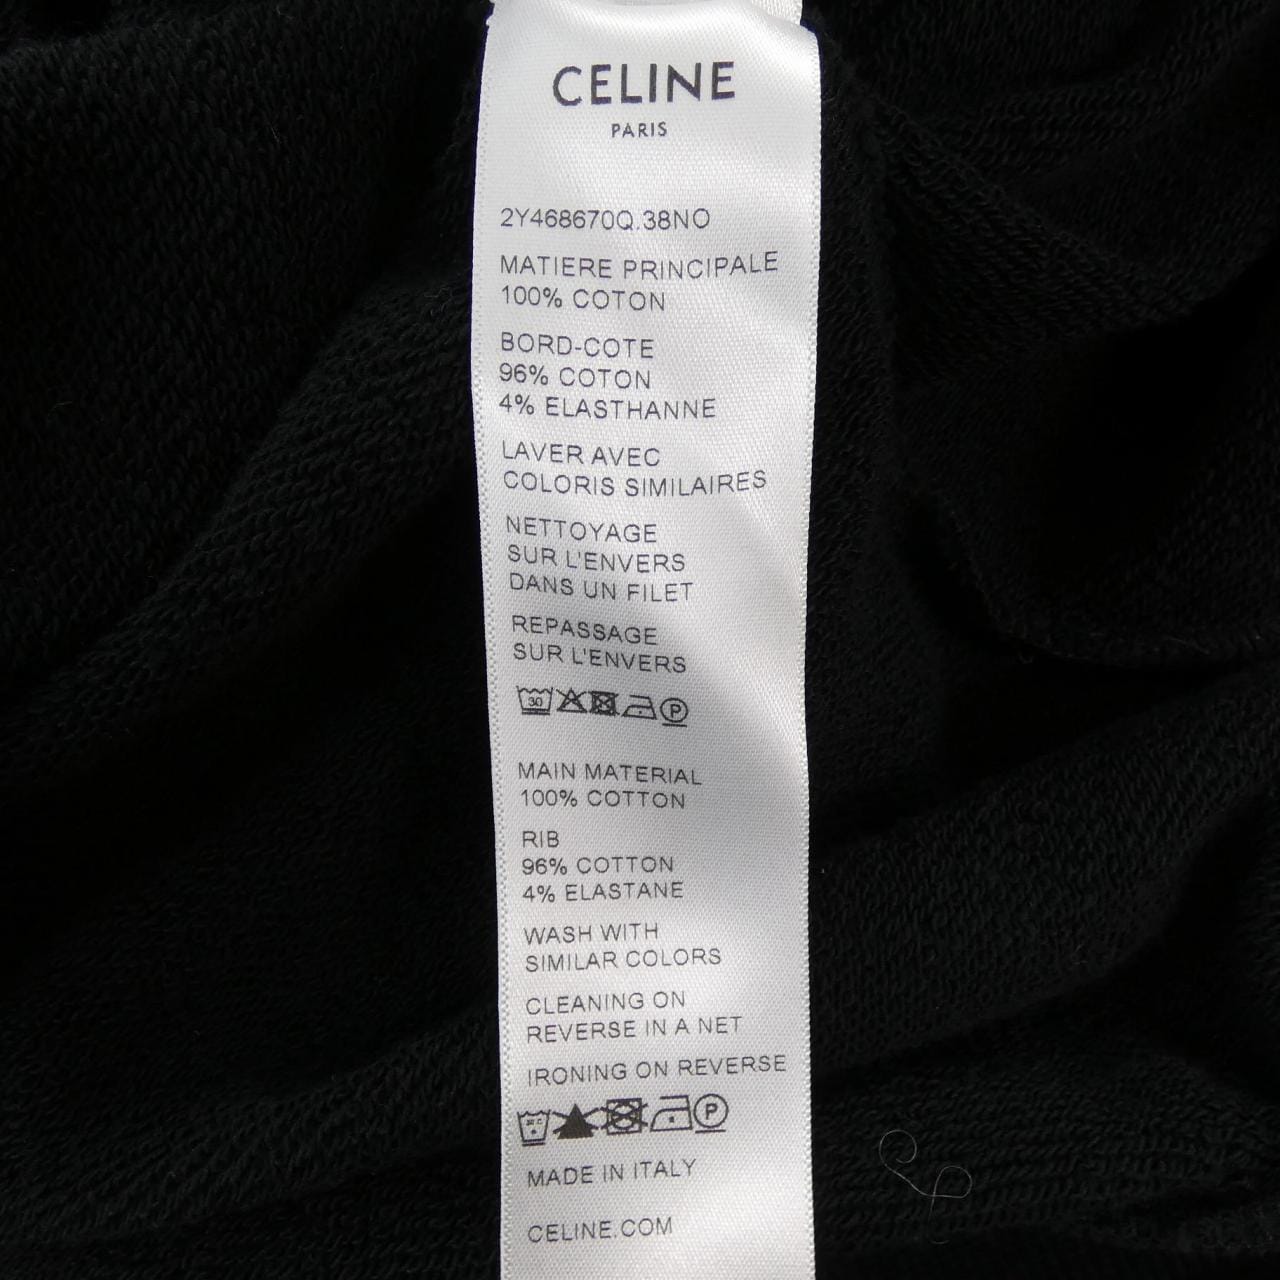 CELINE
PARIS
2Y468670Q.38NO
MATIERE PRINCIPALE
100% COTON
BORD-COTE
96% COTON
4% ELASTHANNE
LAVER AVEC
COLORIS SIMILAIRES
NETTOYAGE
SUR L'ENVERS
DANS UN FILET
REPASSAGE
SUR L'ENVERS
30 P
MAIN MATERIAL
100% COTTON
RIB
96% COTTON
4% ELASTANE
WASH WITH
SIMILAR COLORS
CLEANING ON
REVERSE IN A NET
IRONING ON REVERSE
30 C P
MADE IN ITALY
CELINE.COM